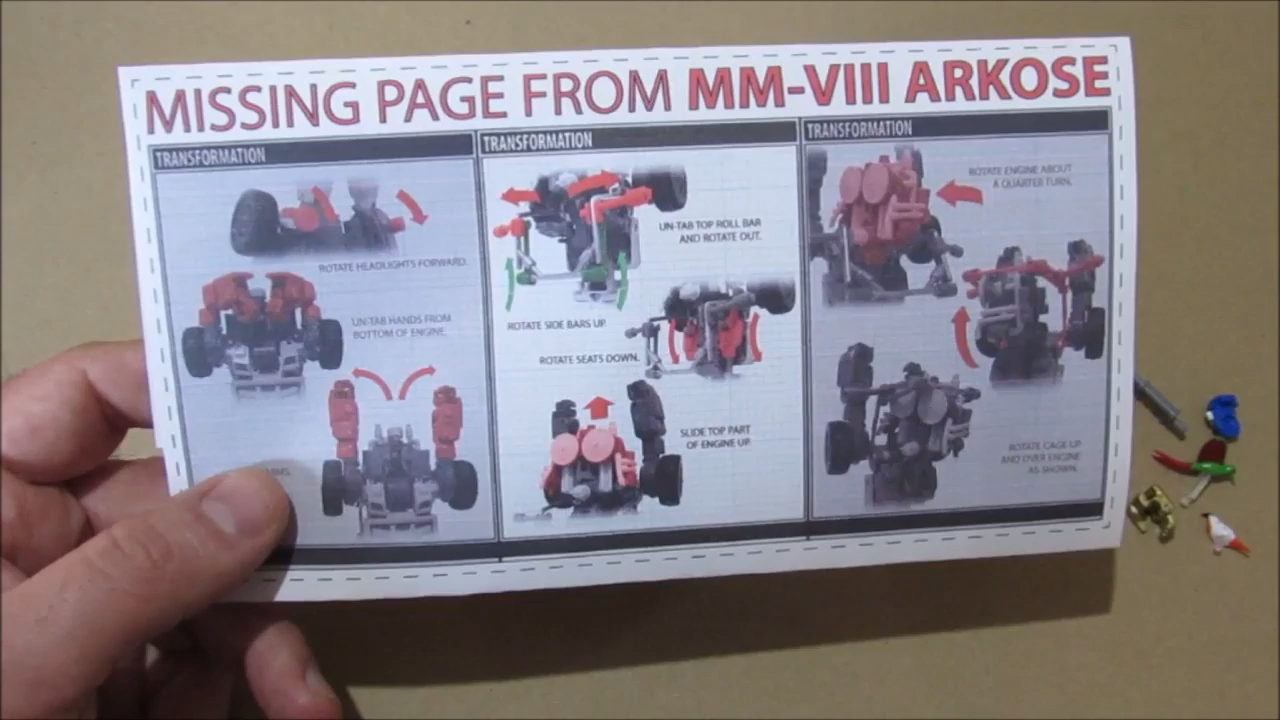 MISSING PAGE FROM MM-VIII ARKOSE
TRANSFORMATION
ROTATE HEADLIGHTS FORWARD.
UN-TAB HANDS FROM
BOTTOM OF ENGINE.
TRANSFORMATION
UN-TAB TOP ROLL BAR
AND ROTATE OUT.
ROTATE SIDE BARS UP.
ROTATE SEATS DOWN.
SLIDE TOP PART
OF ENGINE UP.
TRANSFORMATION
ROTATE ENGINE ABOUT
A QUARTER TURN.
ROTATE CAGE UP
AND OVER ENGINE
AS SHOWN.